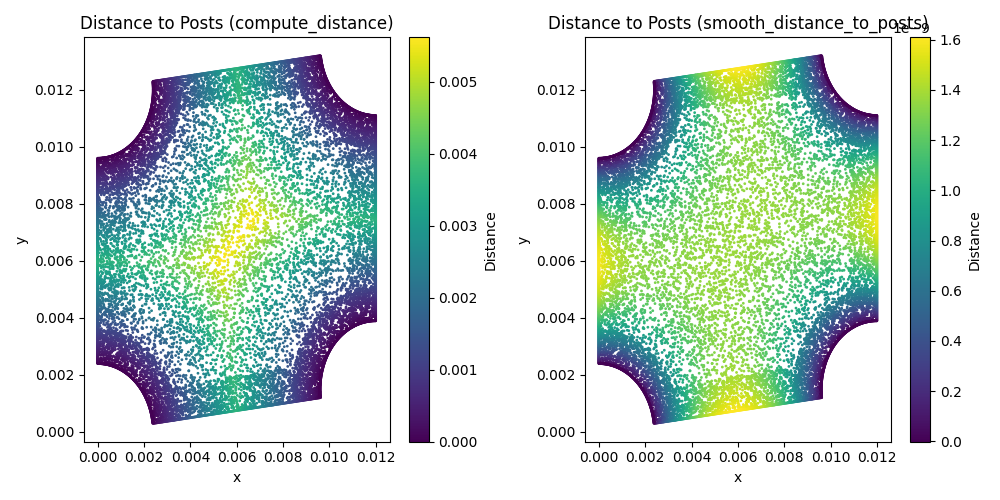 Distance to Posts (compute_distance)
0.012
0.010
0.008
0.006
0.004
0.002
0.000
y
0.000 0.002 0.004 0.006 0.008 0.010 0.012
x
0.005
0.004
0.003
0.002
0.001
0.000
Distance
Distance to Posts (smooth_distance_to_posts)
1e−9
0.012
0.010
0.008
0.006
0.004
0.002
0.000
y
0.000 0.002 0.004 0.006 0.008 0.010 0.012
x
1.6
1.4
1.2
1.0
0.8
0.6
0.4
0.2
0.0
Distance